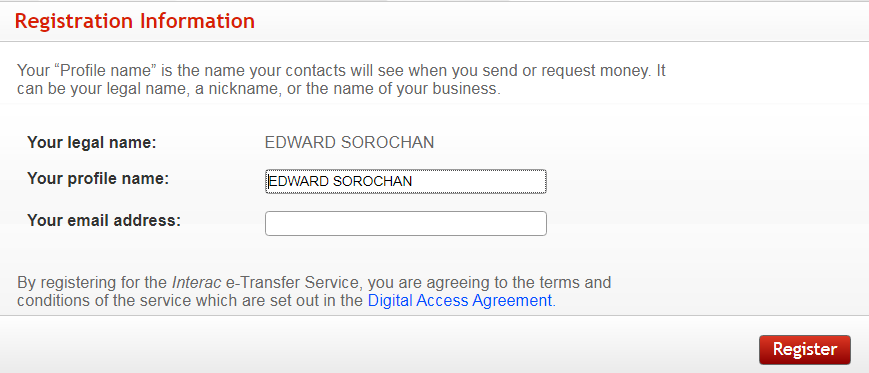 Registration Information
Your “Profile name” is the name your contacts will see when you send or request money. It
can be your legal name, a nickname, or the name of your business.
Your legal name: EDWARD SOROCHAN
Your profile name: EDWARD SOROCHAN
Your email address:
By registering for the Interac e-Transfer Service, you are agreeing to the terms and
conditions of the service which are set out in the Digital Access Agreement.
Register